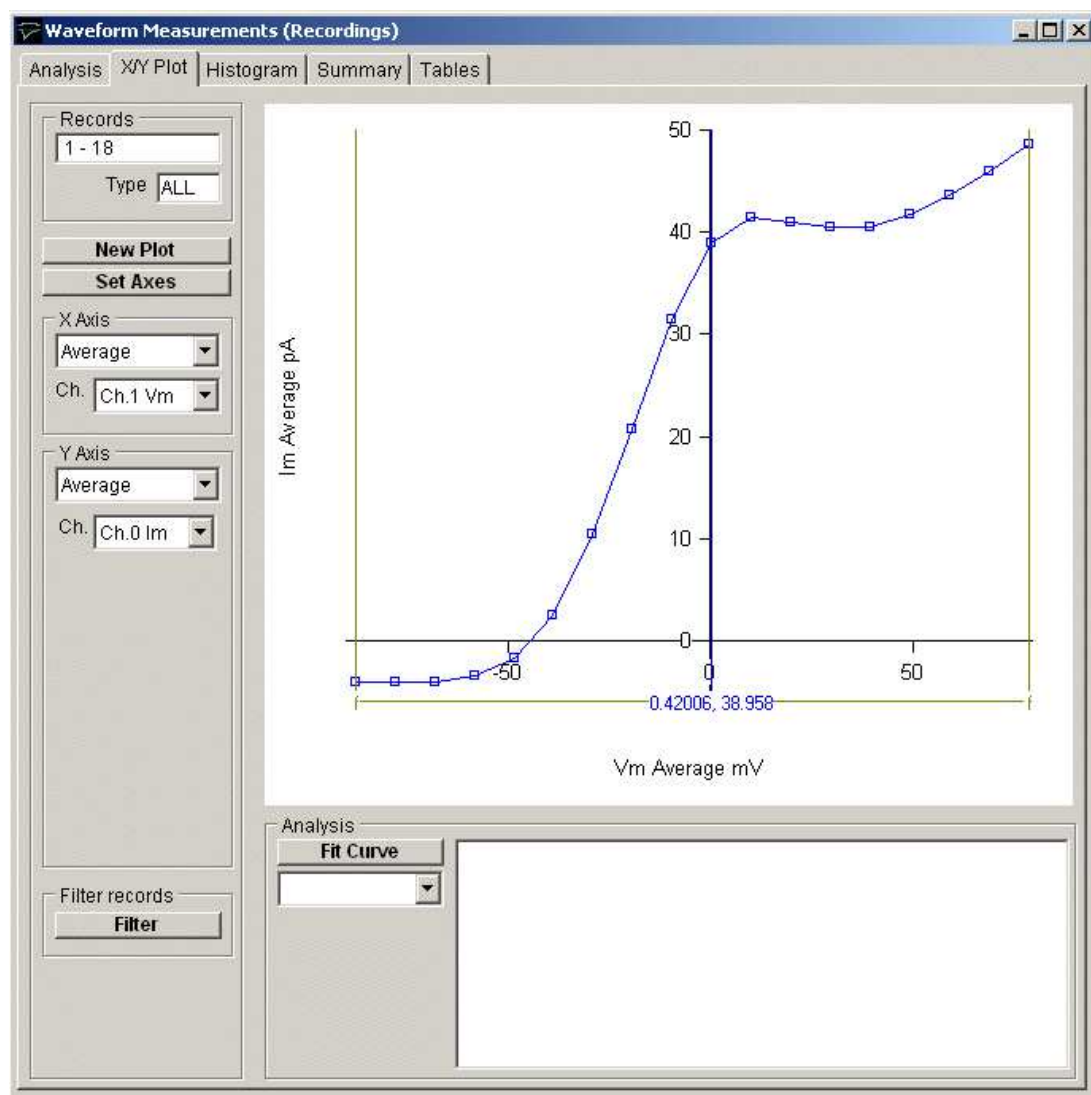 Waveform Measurements (Recordings)
Analysis X/Y Plot Histogram Summary Tables
Records
1 - 18
Type ALL
New Plot
Set Axes
X Axis
Average
Ch. Ch.1 Vm
Y Axis
Average
Ch. Ch.0 Im
Filter records
Filter
Im Average pA
50
40
30
20
10
0
-50 0 50
0.42006, 38.958
Vm Average mV
Analysis
Fit Curve